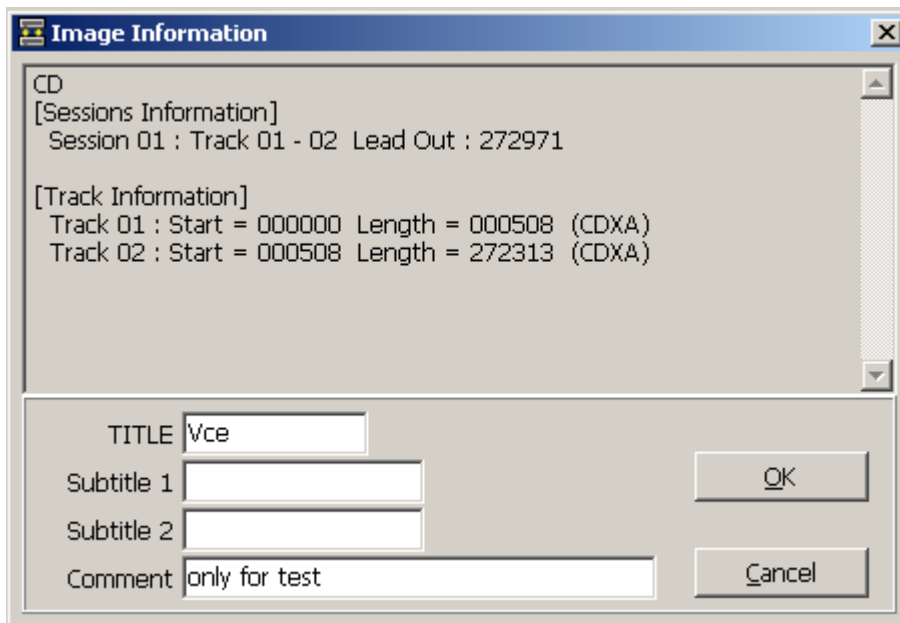 Image Information
CD
[Sessions Information]
Session 01 : Track 01 - 02 Lead Out : 272971
[Track Information]
Track 01 : Start = 000000 Length = 000508 (CDXA)
Track 02 : Start = 000508 Length = 272313 (CDXA)
TITLE Vce
Subtitle 1
OK
Subtitle 2
Comment only for test
Cancel